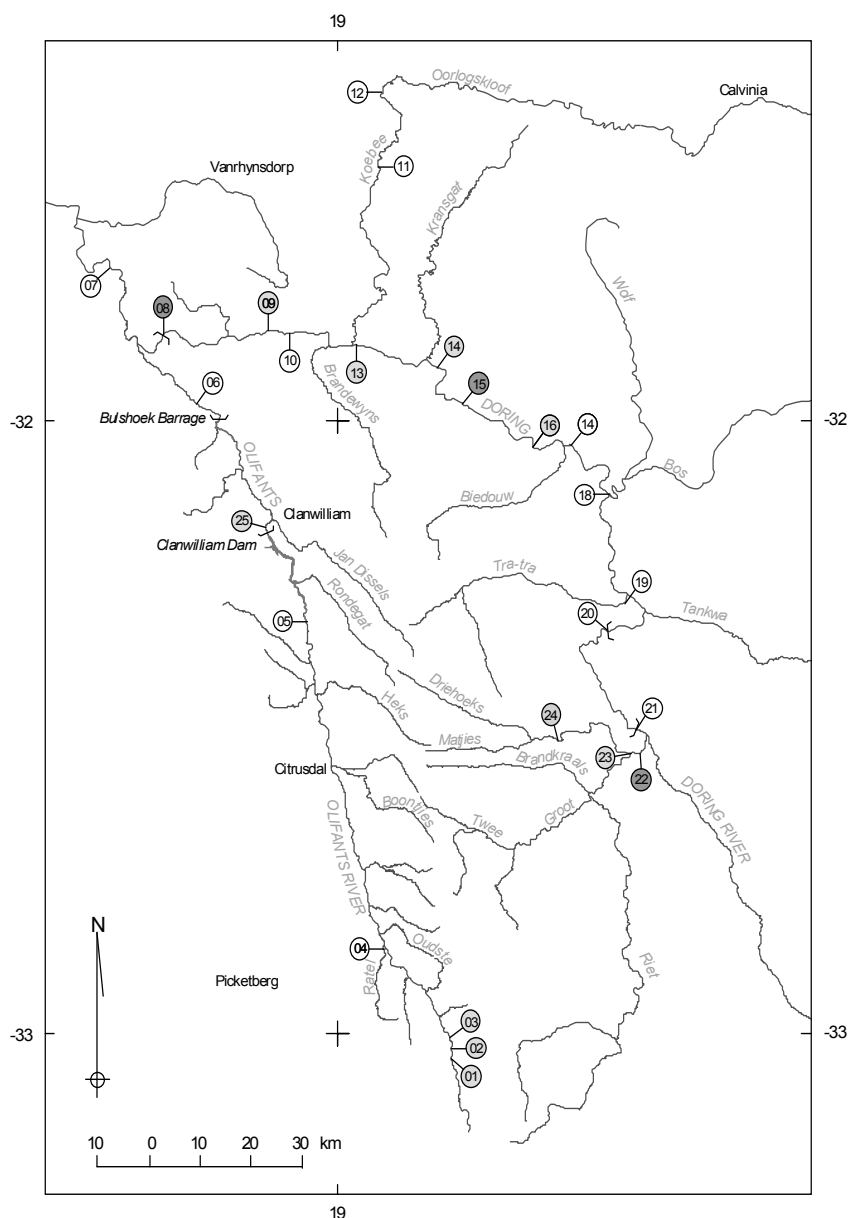 19
Oorlogskloof
Calvinia
12
Koebee
11
Vanrhynsdorp
Kransgat
07
08
09
Wolf
10
13
14
15
06
Brandewyns
DORING
16
14
-32
-32
Bulshoek Barrage
OLIFANTS
Biedouw
18
Bos
25
Clanwilliam
Clanwilliam Dam
Jan Dissels
Tra-tra
19
Rondegat
20
Tankwa
05
Driehoeks
Heks
24
21
Matjies
Brandkraals
23
22
Citrusdal
Boontjies
Twee
Groot
DORING RIVER
OLIFANTS RIVER
N
04
Oudste
Ratel
Riet
Picketberg
03
-33
-33
02
01
10 0 10 20 30 km
19